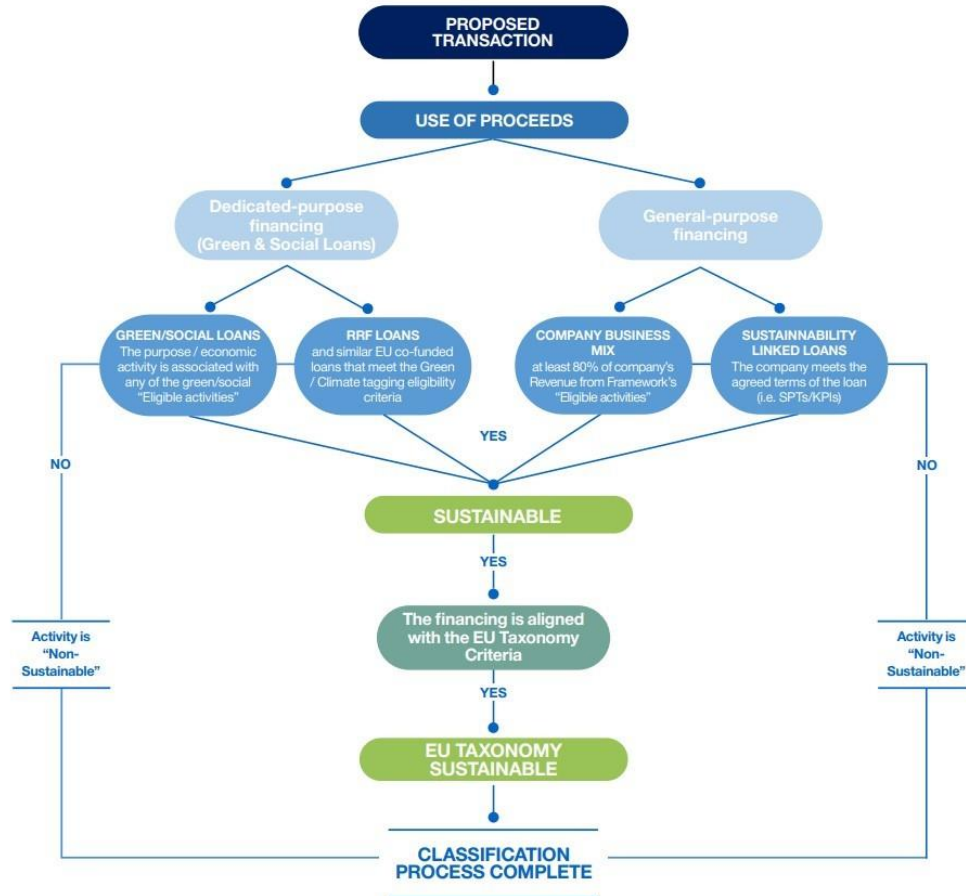 PROPOSED
TRANSACTION
USE OF PROCEEDS
Dedicated-purpose
financing
(Green & Social Loans)
General-purpose
financing
GREEN/SOCIAL LOANS
The purpose / economic
activity is associated with
any of the green/social
“Eligible activities”
RRF LOANS
and similar EU co-funded
loans that meet the Green
/ Climate tagging eligibility
criteria
COMPANY BUSINESS
MIX
at least 80% of company's
Revenue from Framework's
“Eligible activities”
SUSTAINNABILITY
LINKED LOANS
The company meets the
agreed terms of the loan
(i.e. SPTs/KPIs)
YES
NO
NO
SUSTAINABLE
YES
The financing is aligned
with the EU Taxonomy
Criteria
Activity is
“Non-
Sustainable”
Activity is
“Non-
Sustainable”
YES
EU TAXONOMY
SUSTAINABLE
CLASSIFICATION
PROCESS COMPLETE